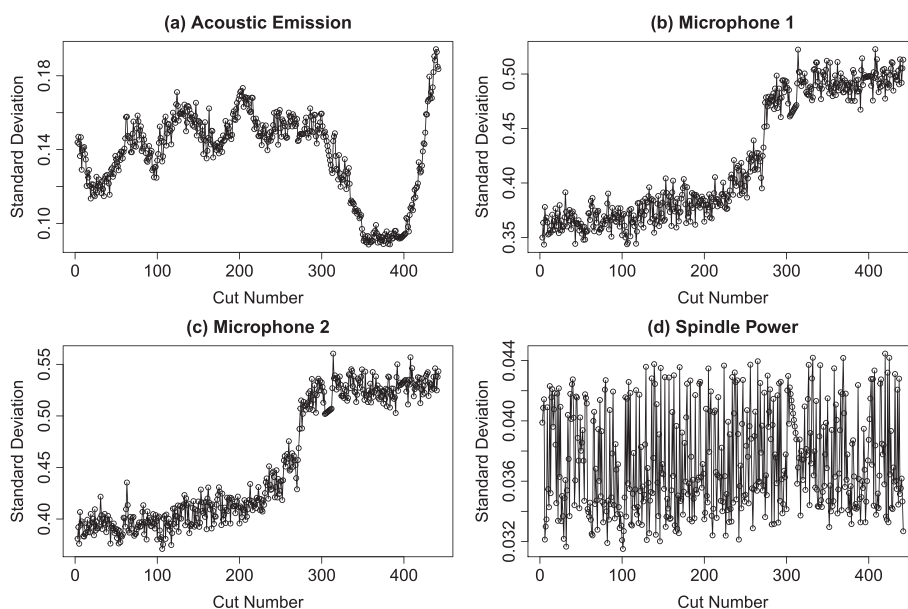 (a) Acoustic Emission
Standard Deviation
0.10
0.14
0.18
0 100 200 300 400
Cut Number
(b) Microphone 1
Standard Deviation
0.35
0.40
0.45
0.50
0 100 200 300 400
Cut Number
(c) Microphone 2
Standard Deviation
0.40
0.45
0.50
0.55
0 100 200 300 400
Cut Number
(d) Spindle Power
Standard Deviation
0.032
0.036
0.040
0.044
0 100 200 300 400
Cut Number